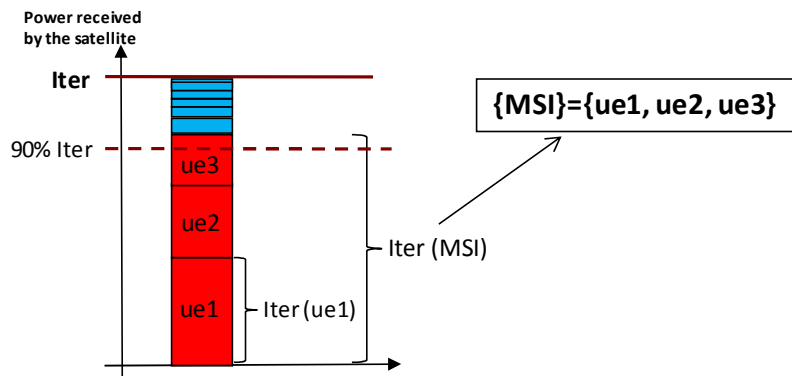 Power received
by the satellite
Iter
{MSI}={ue1, ue2, ue3}
90% Iter
ue3
ue2
Iter (MSI)
ue1
Iter (ue1)